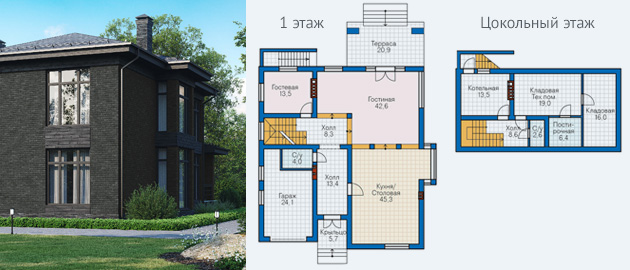 1 этаж
Терраса
20,9
Гостевая
13,5
Гостиная
42,6
Холл
8,3
С/у
4,0
Холл
13,4
Гараж
24,1
Кухня/
Столовая
45,3
Крыльцо
5,7
Цокольный этаж
Котельная
13,5
Кладовая
Тех.пом.
19,0
Кладовая
16,0
Холл
8,6
С/у
2,6
Пости-
рочная
6,4